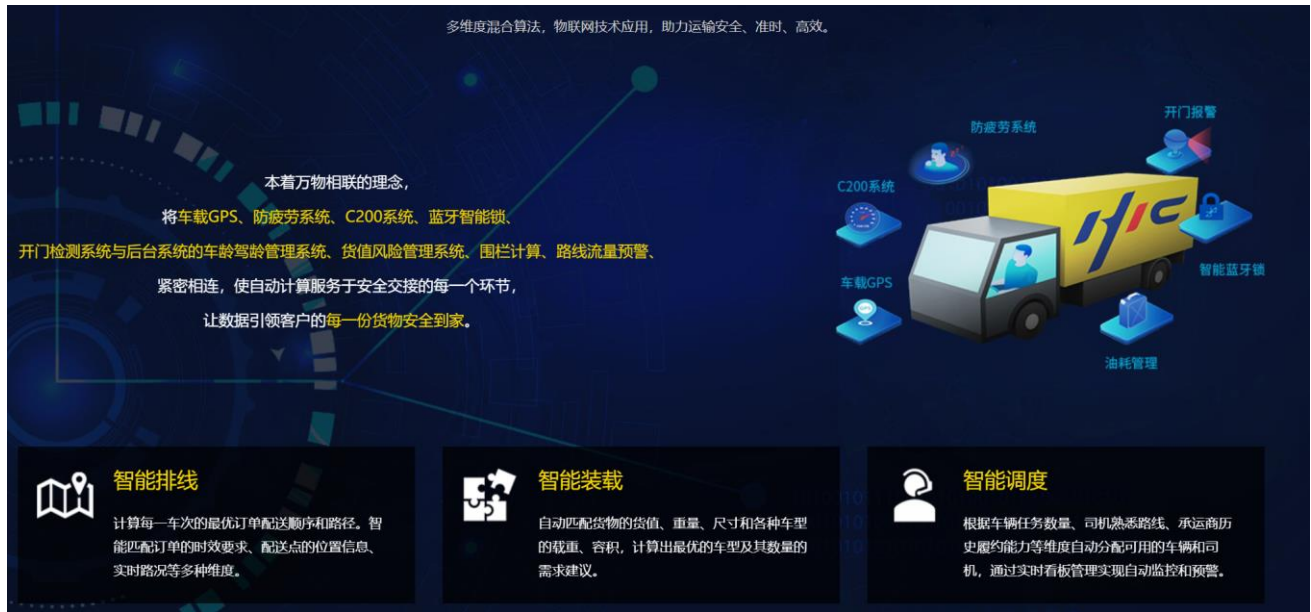 多维度混合算法，物联网技术应用，助力运输安全、准时、高效。
本着万物相联的理念，
将车载GPS、防疲劳系统、C200系统、蓝牙智能锁、
开门检测系统与后台系统的车龄驾龄管理系统、货值风险管理系统、围栏计算、路线流量预警、
紧密相连，使自动计算服务于安全交接的每一个环节，
让数据引领客户的每一份货物安全到家。
开门报警
防疲劳系统
C200系统
HIC
智能蓝牙锁
车载GPS
GPS
油耗管理
智能排线
计算每一车次的最优订单配送顺序和路径。智
能匹配订单的时效要求、配送点的位置信息、
实时路况等多种维度。
智能装载
自动匹配货物的货值、重量、尺寸和各种车型
的载重、容积，计算出最优的车型及其数量的
需求建议。
智能调度
根据车辆任务数量、司机熟悉路线、承运商历
史履约能力等维度自动分配可用的车辆和司
机，通过实时看板管理实现自动监控和预警。